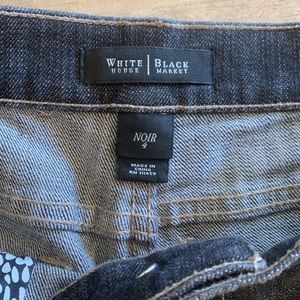 WHITE | BLACK
HOUSE | MARKET
NOIR
4
MADE IN
CHINA